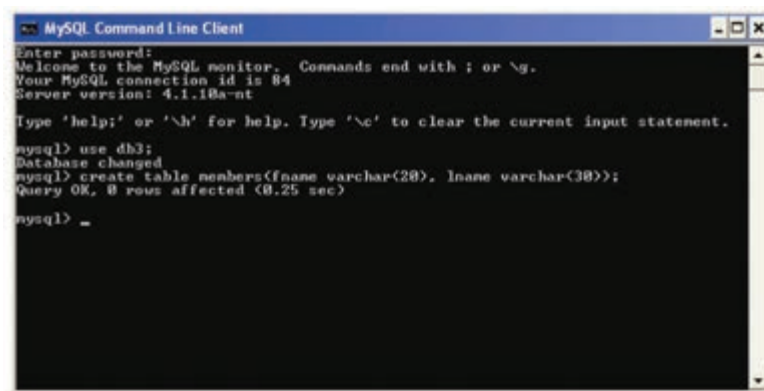 MySQL Command Line Client
Enter password:
Welcome to the MySQL monitor.  Commands end with ; or \g.
Your MySQL connection id is 84
Server version: 4.1.10a-nt
Type 'help;' or '\h' for help. Type '\c' to clear the current input statement.
mysql> use db3;
Database changed
mysql> create table members(fname varchar(20), lname varchar(30));
Query OK, 0 rows affected (0.25 sec)
mysql> _